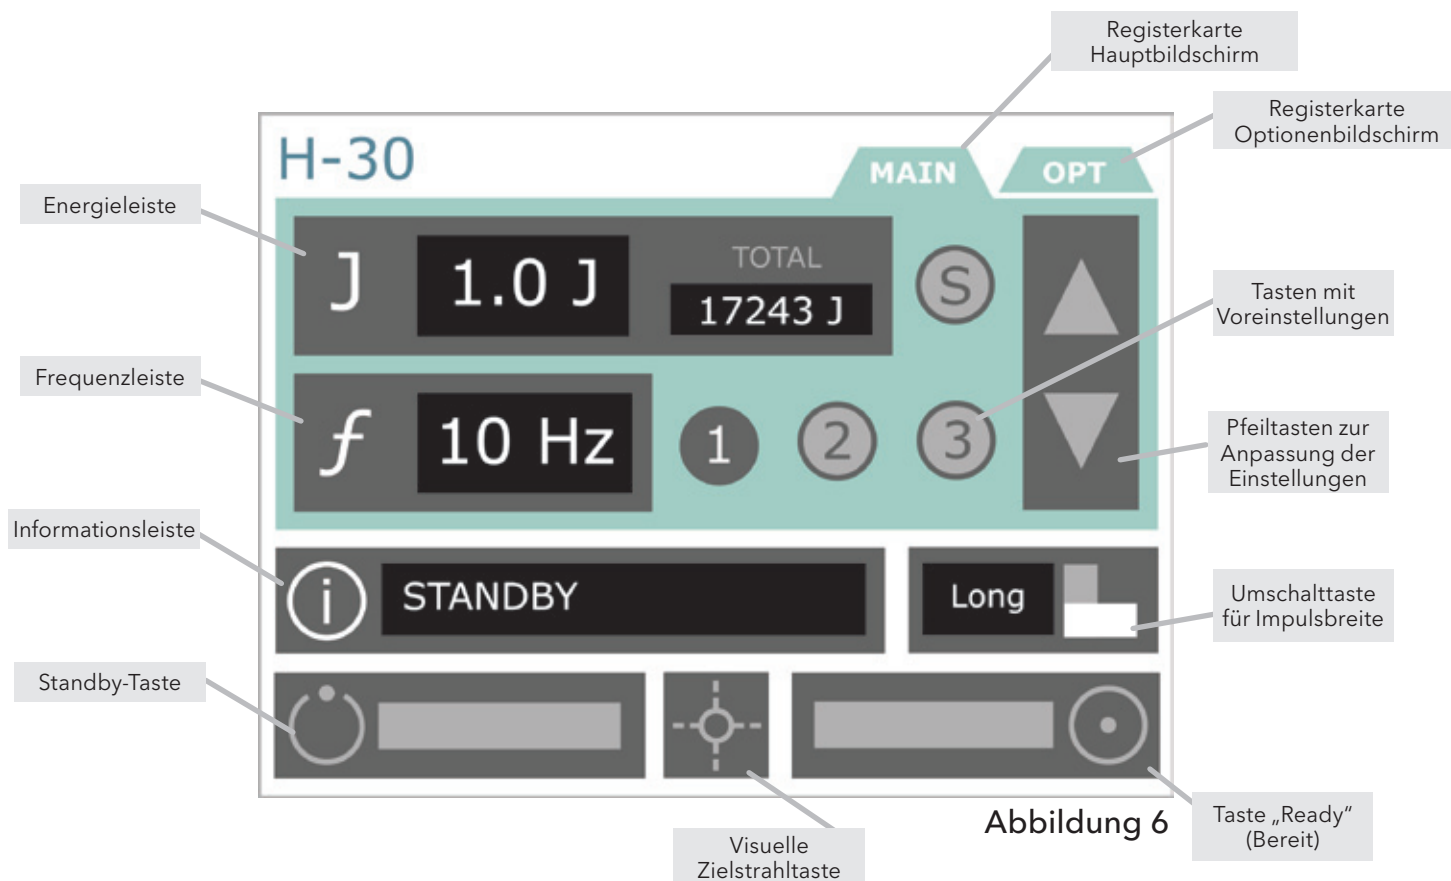 Registerkarte
Hauptbildschirm
Registerkarte
Optionenbildschirm
H-30
MAIN
OPT
Energieleiste
J
1.0 J
TOTAL
17243 J
S
Tasten mit
Voreinstellungen
Frequenzleiste
f
10 Hz
1
2
3
Pfeiltasten zur
Anpassung der
Einstellungen
Informationsleiste
i
STANDBY
Long
Umschalttaste
für Impulsbreite
Standby-Taste
Abbildung 6
Taste „Ready“
(Bereit)
Visuelle
Zielstrahltaste